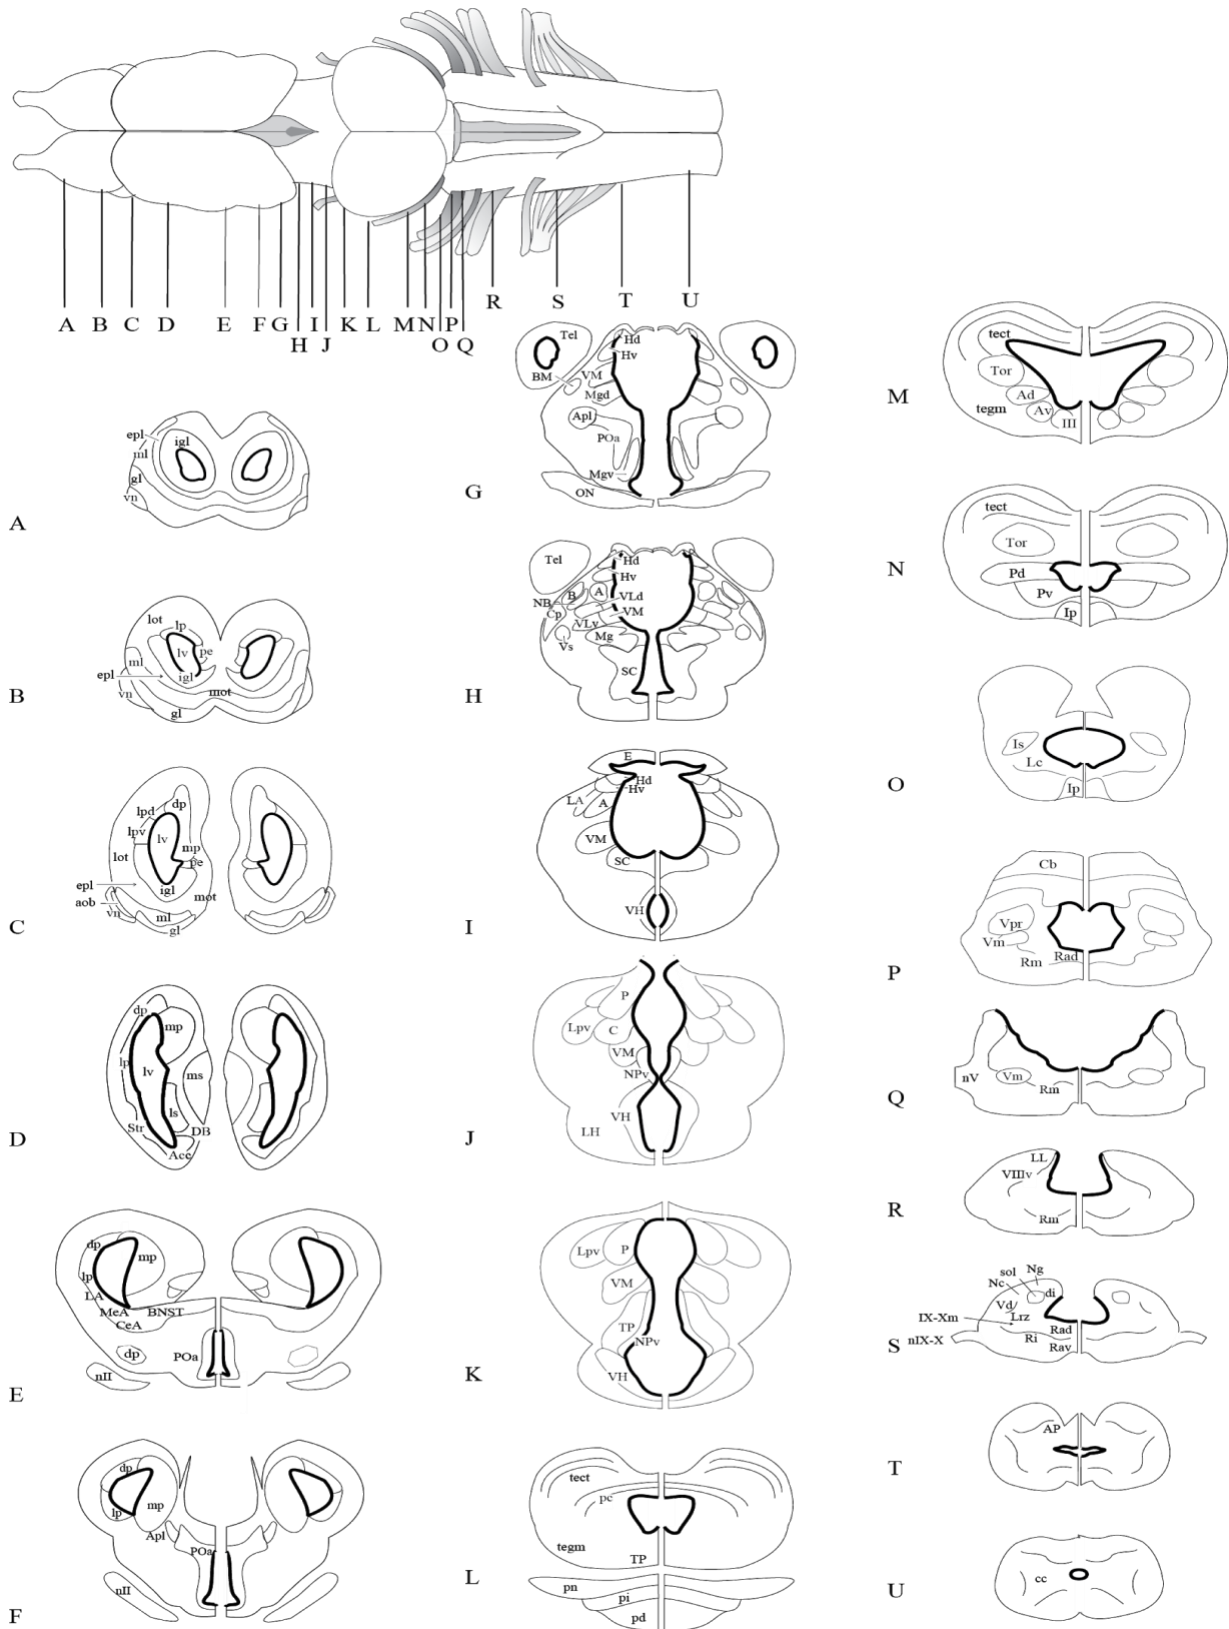 A B C D E F G H I J K L M N O P Q R S T U
epl
igl
ml
gl
vn
A
lot
lp
lv
pe
ml
igl
epl
mot
vn
gl
B
dp
lpd
lpv
lv
mp
lot
pe
epl
igl
mot
aob
vn
ml
gl
C
dp
mp
lp
lv
ms
ls
Str
DB
Acc
D
dp
mp
lp
LA
MeA BNST
CeA
dp
POa
nII
E
dp
lp
mp
Apl
POa
nII
F
Tel
Hd
Hv
BM
VM
Mgd
Apl
POa
Mgv
ON
G
Tel
Hd
Hv
B
A
VLd
NB
Cp
VM
VLv
Mg
Vs
SC
H
E
Hd
Hv
LA
A
VM
SC
VH
I
P
Lpv
C
VM
NPv
VH
LH
J
Lpv
P
VM
TP
NPv
VH
K
tect
pc
tegm
TP
pn
pi
pd
L
tect
Tor
Ad
tegm
Av
III
M
tect
Tor
Pd
Pv
Ip
N
Is
Lc
Ip
O
Cb
Vpr
Vm
Rm
Rad
P
nV
Vm
Rm
Q
LL
VIIIv
Rm
R
sol
Ng
Nc
di
Vd
Lrz
IX-Xm
Rad
Ri
nIX-X
Rav
S
AP
T
cc
U